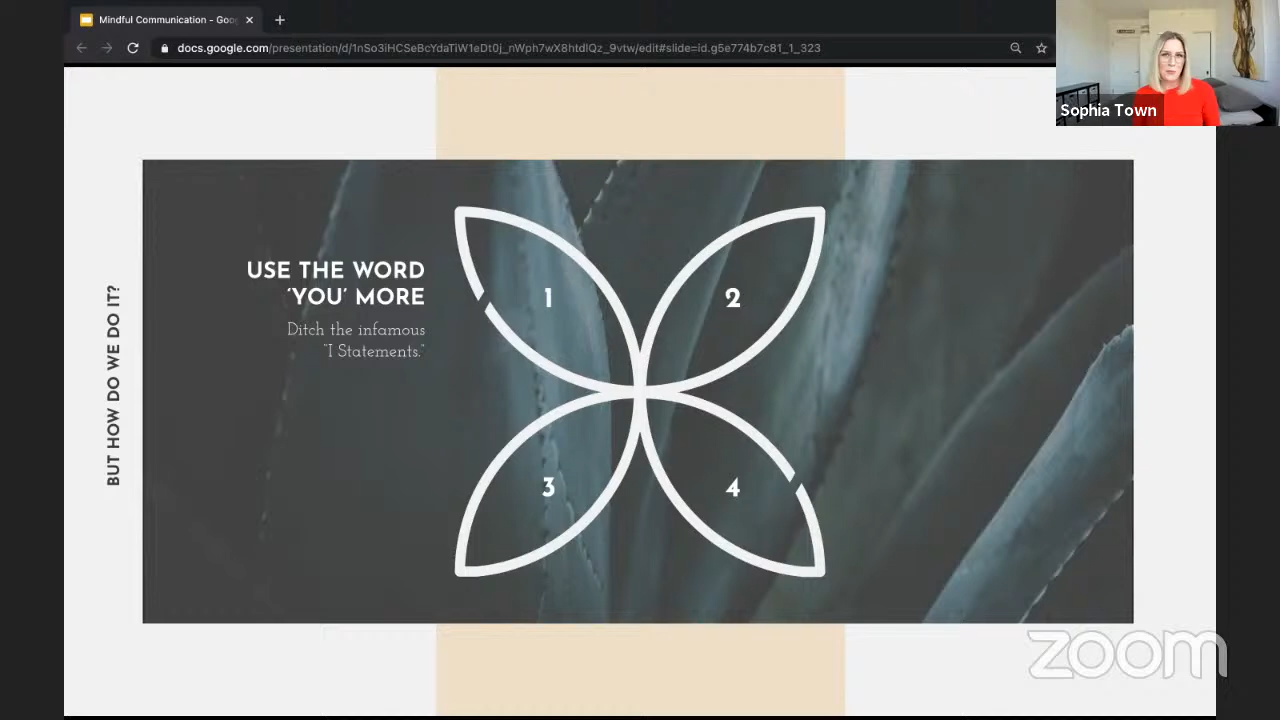 Mindful Communication - Goo
docs.google.com/presentation/d/1nSo3iHCSeBcYdaTiW1eDt0j_nWph7wX8htdlQz_9vtw/edit#slide=id.g5e774b7c81_1_323
Sophia Town
BUT HOW DO WE DO IT?
USE THE WORD
‘YOU’ MORE
Ditch the infamous
“I Statements.”
1
2
3
4
zoom